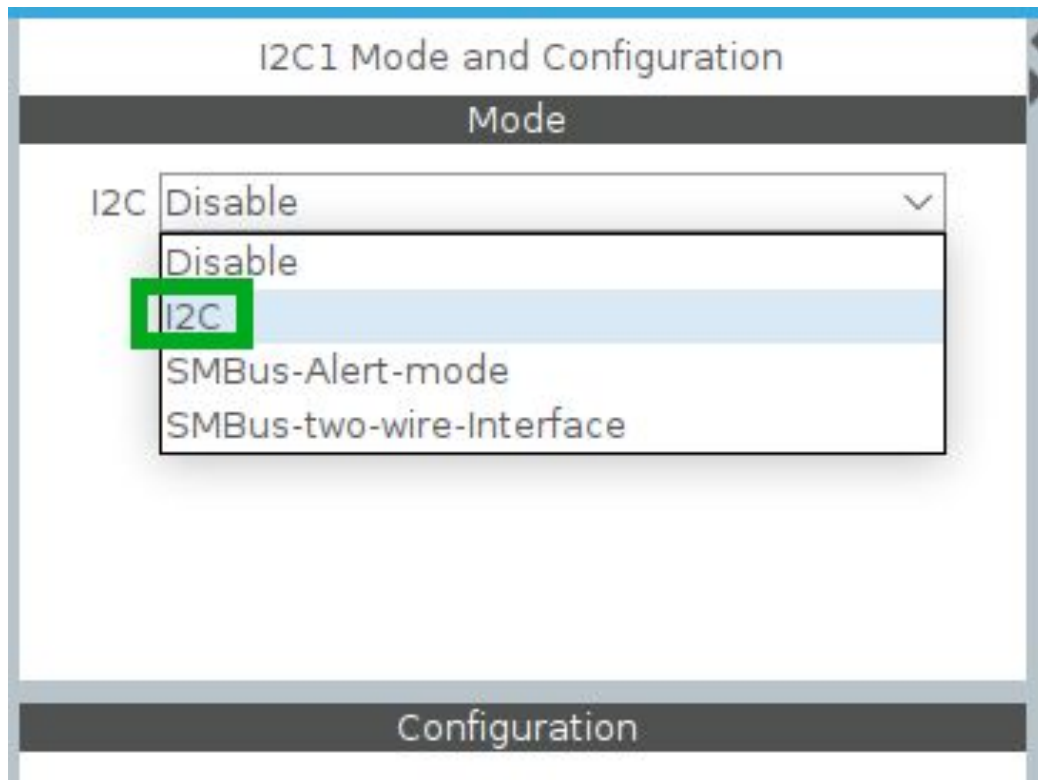 I2C1 Mode and Configuration
Mode
I2C Disable
Disable
I2C
SMBus-Alert-mode
SMBus-two-wire-Interface
Configuration